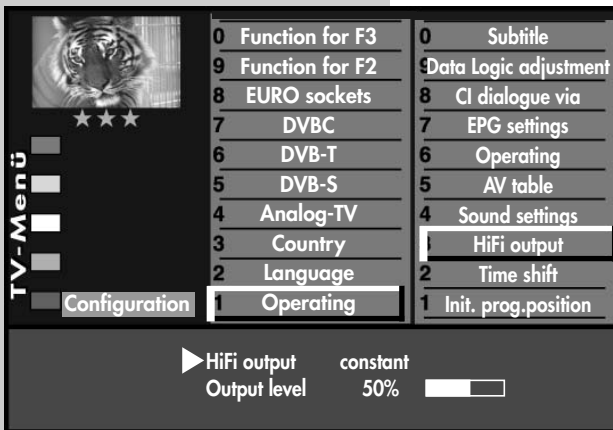 TV-Menü
Configuration
0 Function for F3
9 Function for F2
8 EURO sockets
7 DVBC
6 DVB-T
5 DVB-S
4 Analog-TV
3 Country
2 Language
1 Operating
0 Subtitle
9 Data Logic adjustment
8 CI dialogue via
7 EPG settings
6 Operating
5 AV table
4 Sound settings
3 HiFi output
2 Time shift
1 Init. prog.position
HiFi output constant
Output level 50%